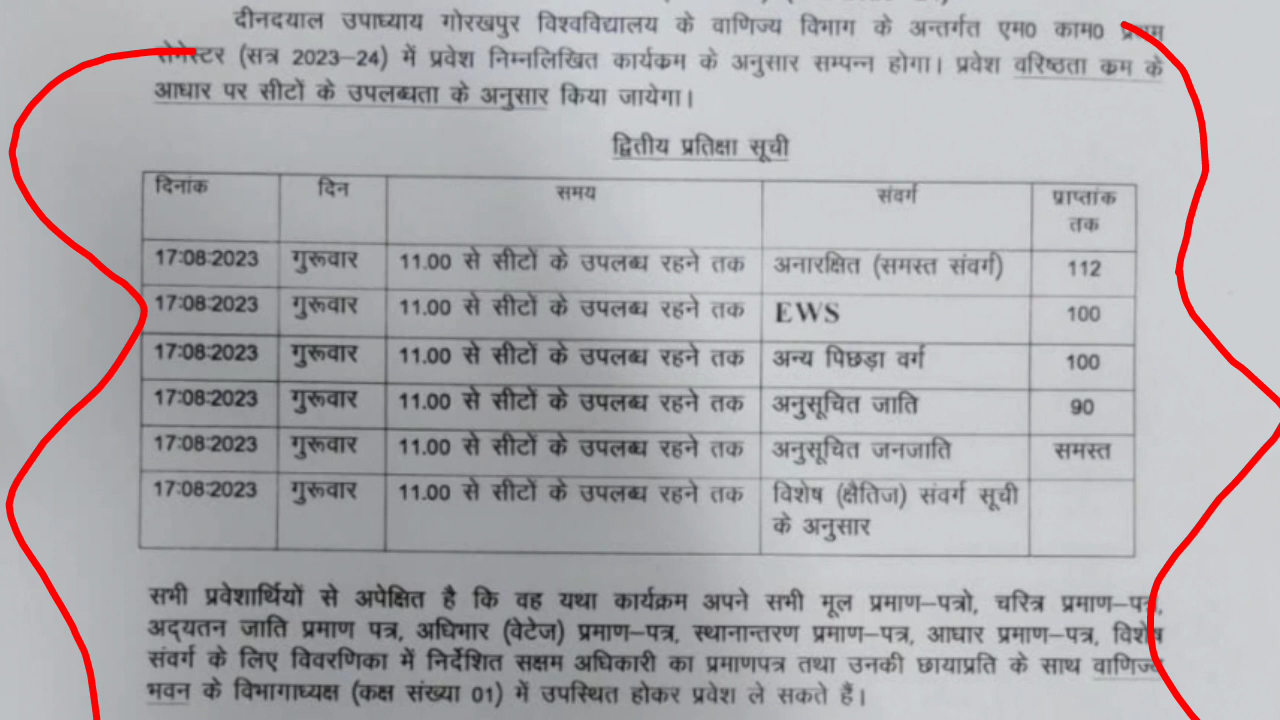 दीनदयाल उपाध्याय गोरखपुर विश्वविद्यालय के वाणिज्य विभाग के अन्तर्गत एम0 काम0 प्रथम
सेमेस्टर (सत्र 2023–24) में प्रवेश निम्नलिखित कार्यक्रम के अनुसार सम्पन्न होगा। प्रवेश वरिष्ठता क्रम के
आधार पर सीटों के उपलब्धता के अनुसार किया जायेगा।
द्वितीय प्रतिक्षा सूची
दिनांक दिन समय संवर्ग प्राप्तांक
तक
17:08:2023 गुरूवार 11.00 से सीटों के उपलब्ध रहने तक अनारक्षित (समस्त संवर्ग) 112
17:08:2023 गुरूवार 11.00 से सीटों के उपलब्ध रहने तक EWS 100
17:08:2023 गुरूवार 11.00 से सीटों के उपलब्ध रहने तक अन्य पिछड़ा वर्ग 100
17:08:2023 गुरूवार 11.00 से सीटों के उपलब्ध रहने तक अनुसूचित जाति 90
17:08:2023 गुरूवार 11.00 से सीटों के उपलब्ध रहने तक अनुसूचित जनजाति समस्त
17:08:2023 गुरूवार 11.00 से सीटों के उपलब्ध रहने तक विशेष (क्षैतिज) संवर्ग सूची
के अनुसार
सभी प्रवेशार्थियों से अपेक्षित है कि वह यथा कार्यक्रम अपने सभी मूल प्रमाण–पत्रो, चरित्र प्रमाण–पत्र,
अद्यतन जाति प्रमाण पत्र, अधिभार (वेटेज) प्रमाण–पत्र, स्थानान्तरण प्रमाण–पत्र, आधार प्रमाण–पत्र, विशेष
संवर्ग के लिए विवरणिका में निर्देशित सक्षम अधिकारी का प्रमाणपत्र तथा उनकी छायाप्रति के साथ वाणिज्य
भवन के विभागाध्यक्ष (कक्ष संख्या 01) में उपस्थित होकर प्रवेश ले सकते हैं।